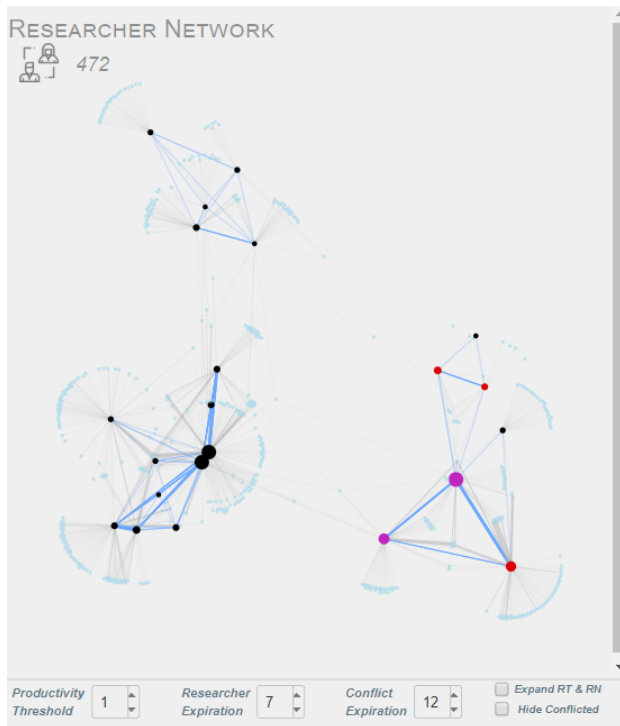 RESEARCHER NETWORK
472
Productivity Threshold 1
Researcher Expiration 7
Conflict Expiration 12
Expand RT & RN
Hide Conflicted